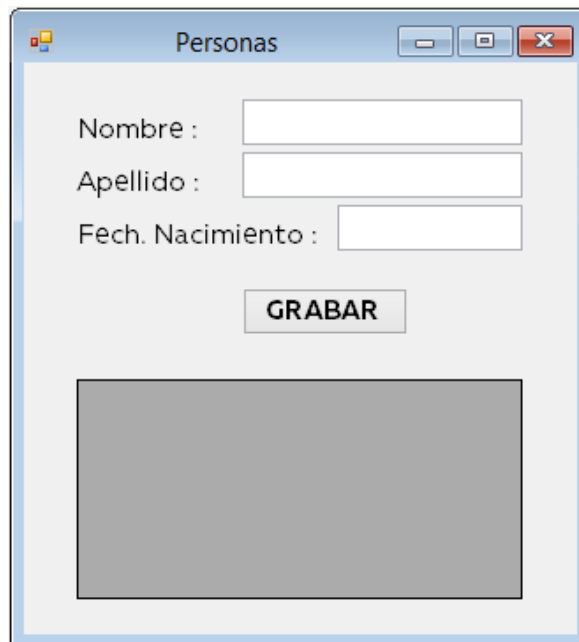 Personas
Nombre :
Apellido :
Fech. Nacimiento :
GRABAR